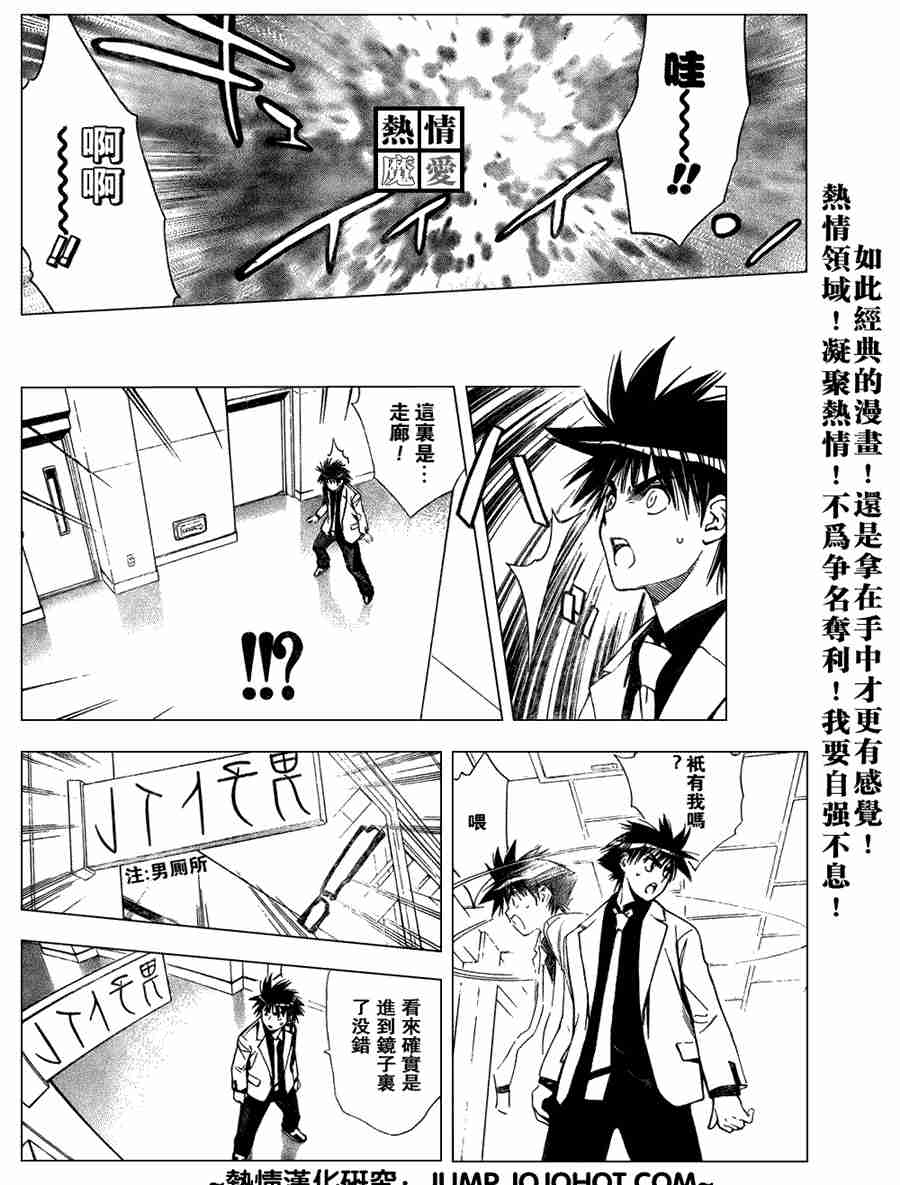 哇~~!!
啊啊~~!!
熱情
魔愛
這裏是…
走廊!
!!?
衹有我嗎
?
喂
注:男廁所
看來確實是
進到鏡子裏
了没錯
如此經典的漫畫!還是拿在手中才更有感覺!
熱情領域!凝聚熱情!不爲争名奪利!我要自强不息!
~熱情漢化研究:JUMP.JOJOHOT.COM~